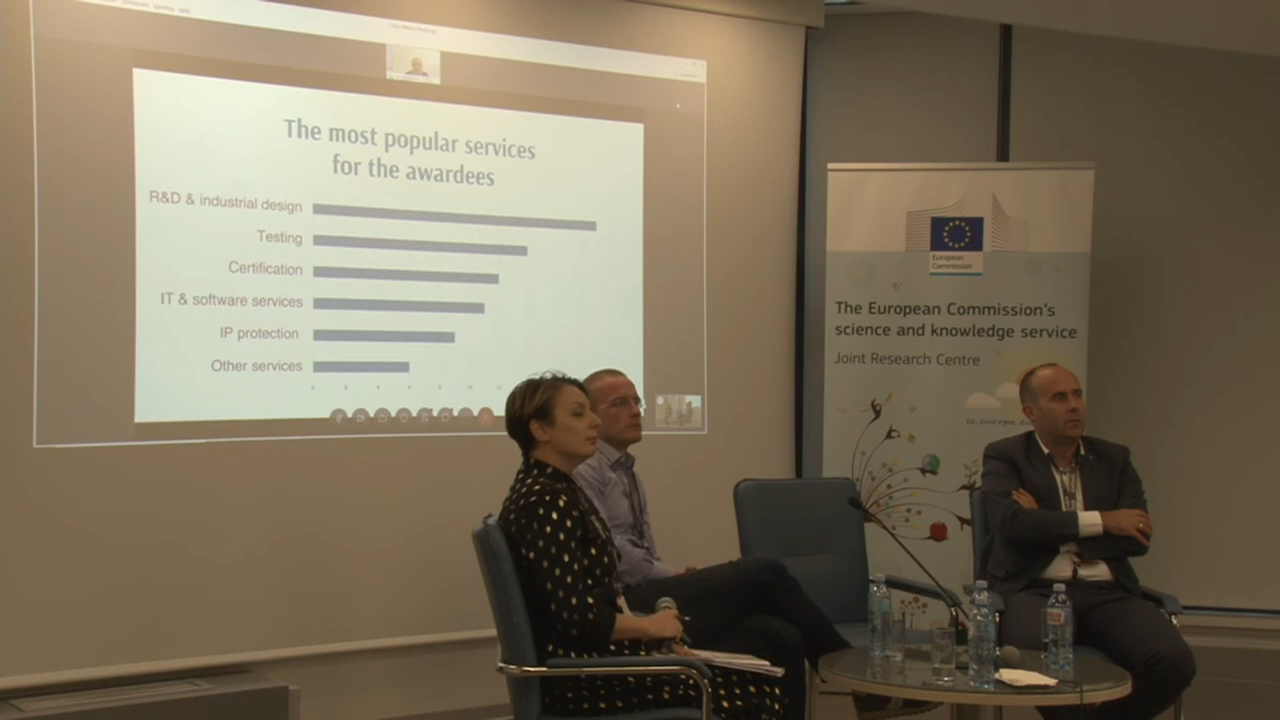 The most popular services
for the awardees
R&D & industrial design
Testing
Certification
IT & software services
IP protection
Other services
European
Commission
The European Commission's
science and knowledge service
Joint Research Centre